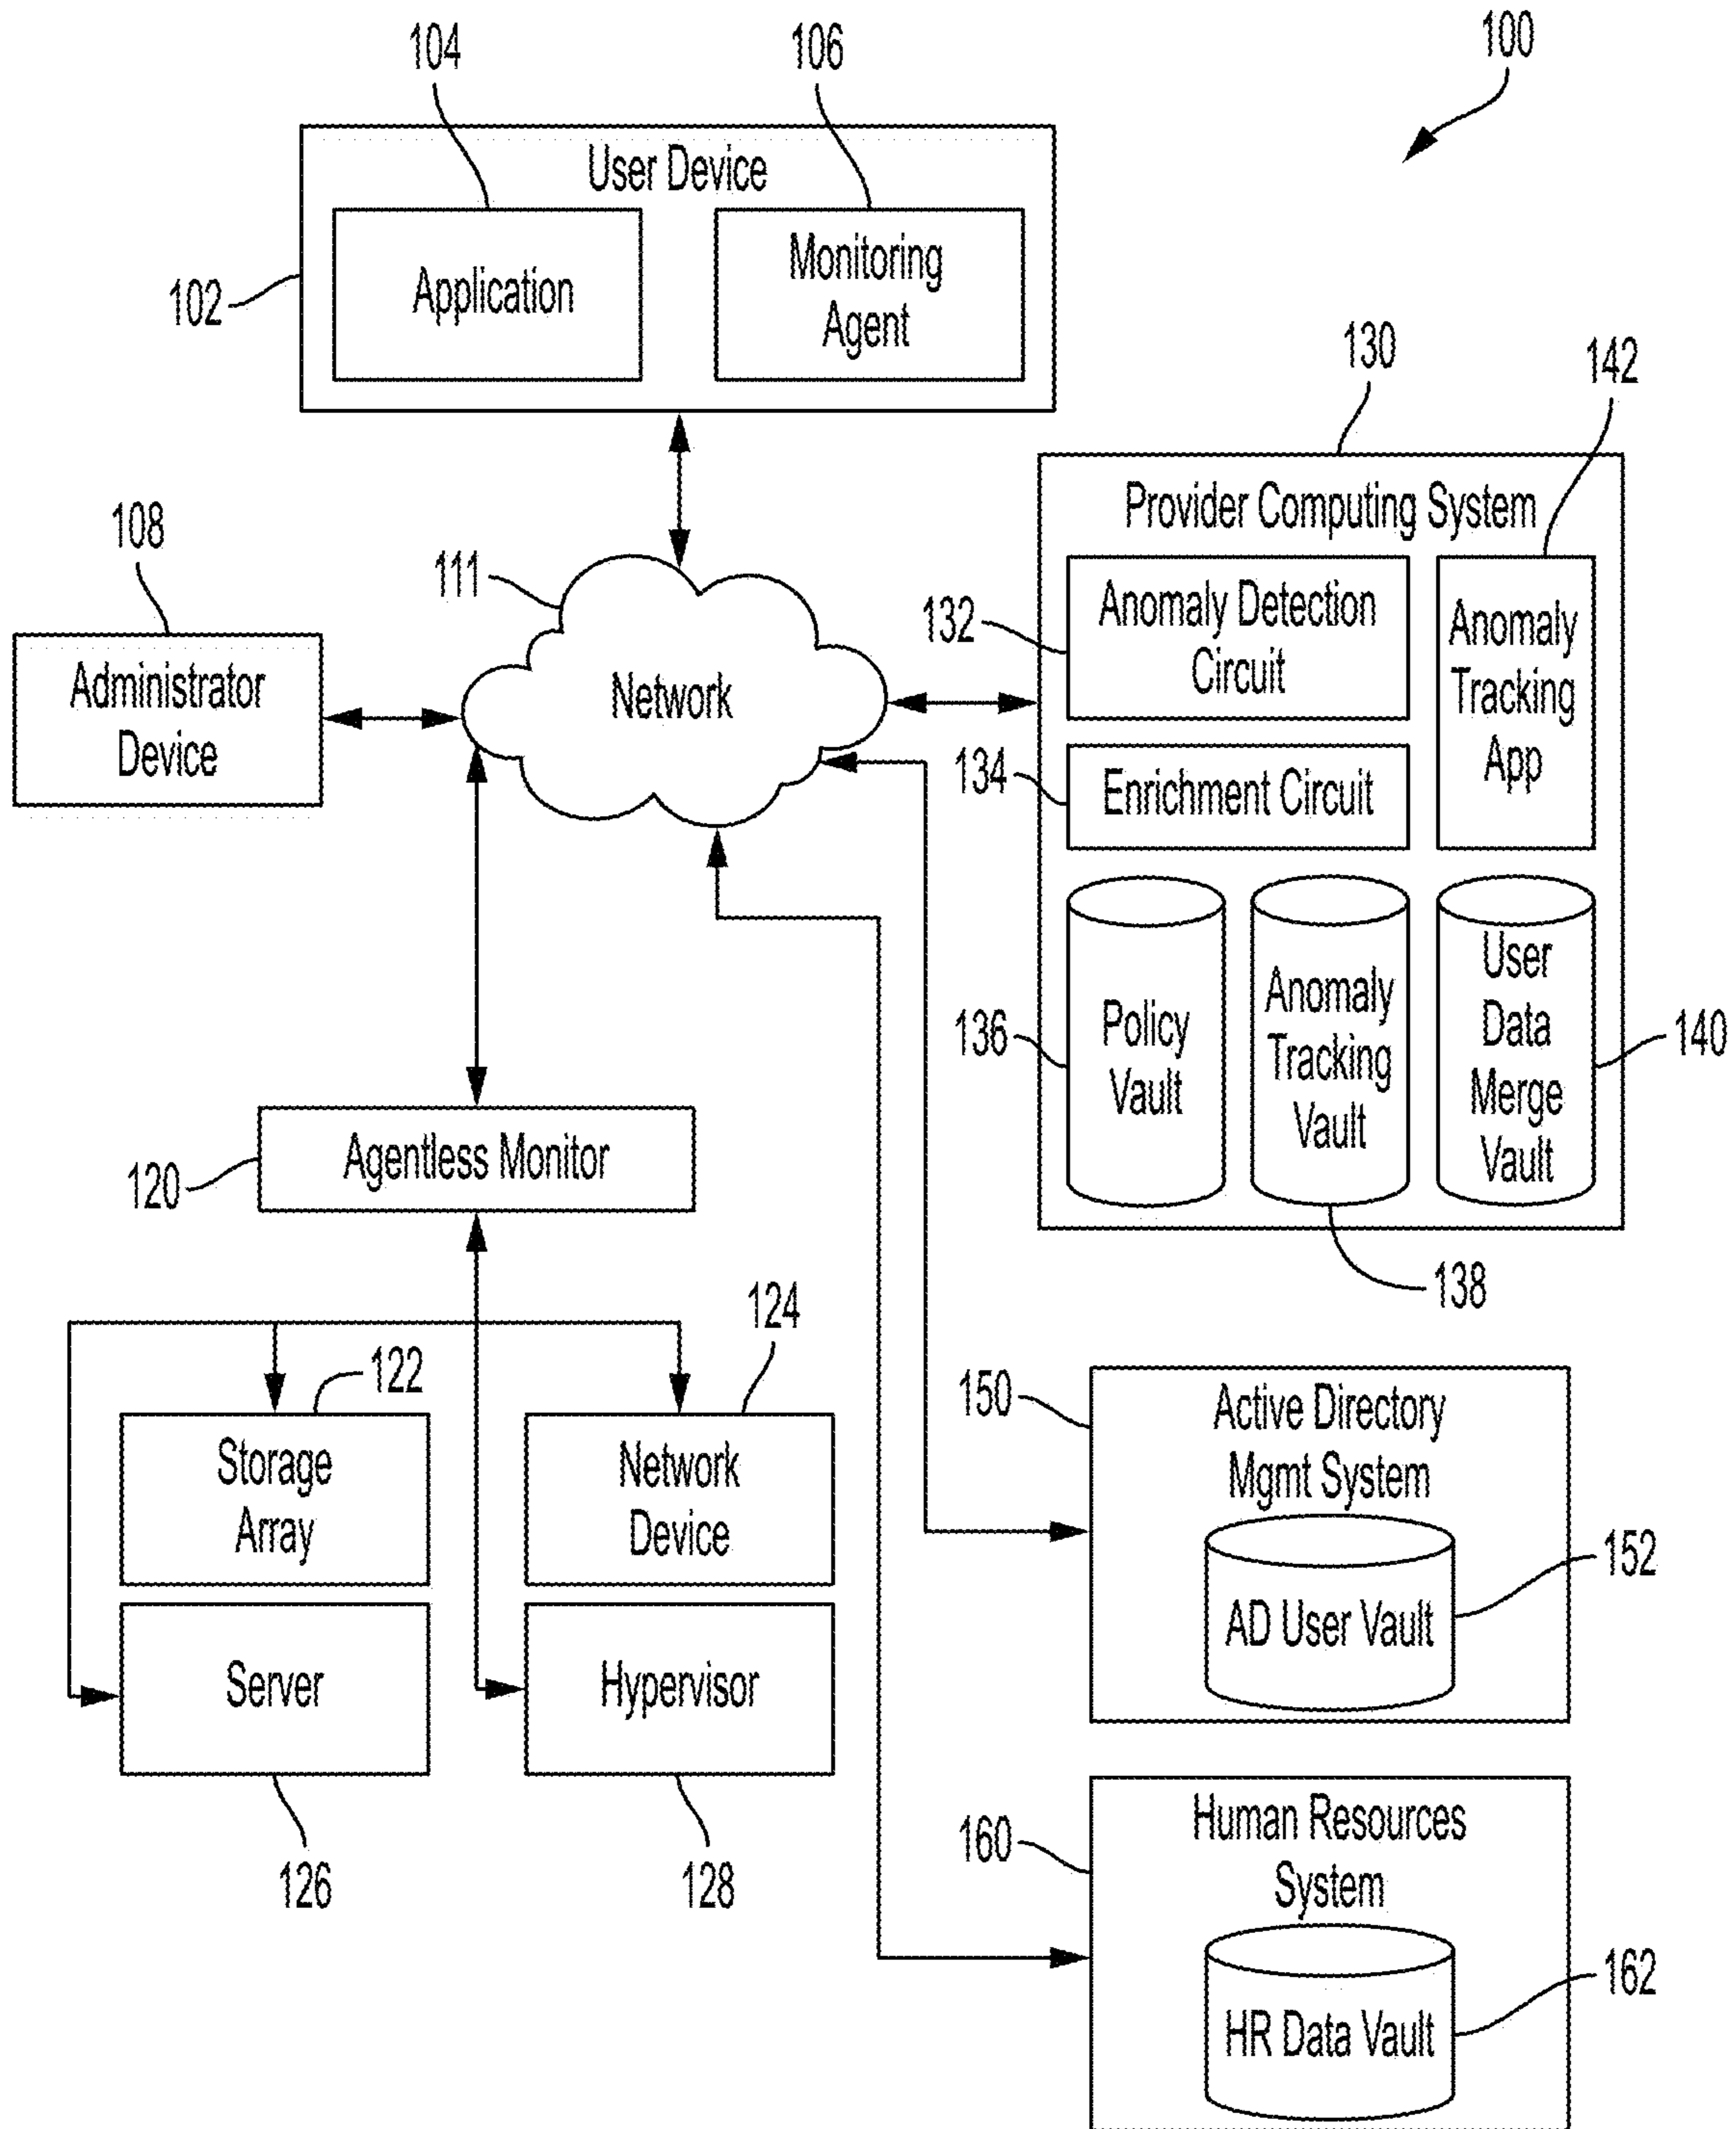 104
106
100
User Device
Application
Monitoring
Agent
102
130
142
Provider Computing System
108
111
Administrator
Device
Network
132
Anomaly Detection
Circuit
Anomaly
Tracking
App
134
Enrichment Circuit
136
Policy
Vault
Anomaly
Tracking
Vault
User
Data
Merge
Vault
140
138
Agentless Monitor
120
122
124
Storage
Array
Network
Device
Server
Hypervisor
126
128
150
Active Directory
Mgmt System
AD User Vault
152
160
Human Resources
System
HR Data Vault
162